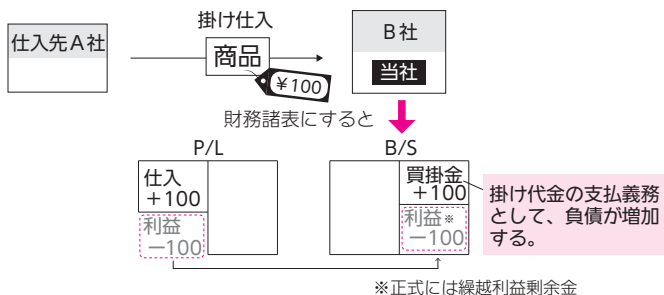 掛け仕入
仕入先A社
商品
¥100
B社
当社
財務諸表にすると
P/L
B/S
仕入
+100
利益
-100
買掛金
+100
利益※
-100
掛け代金の支払義務
として、負債が増加
する。
※正式には繰越利益剰余金